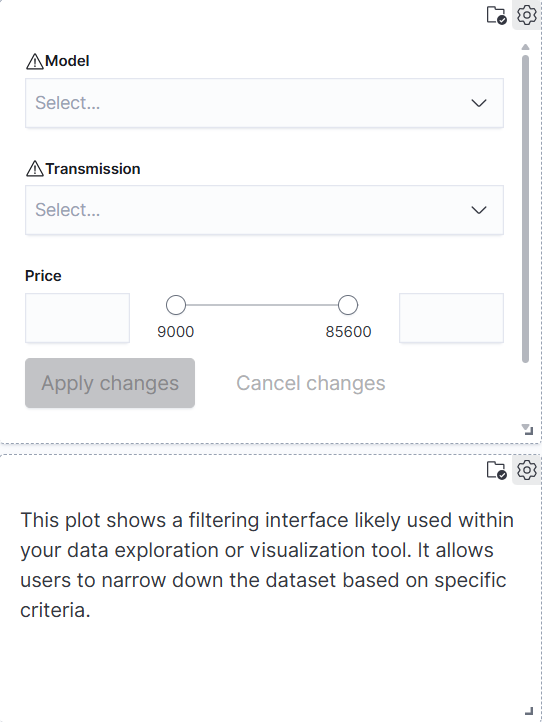 Model
Select...
Transmission
Select...
Price
9000
85600
Apply changes
Cancel changes
This plot shows a filtering interface likely used within
your data exploration or visualization tool. It allows
users to narrow down the dataset based on specific
criteria.